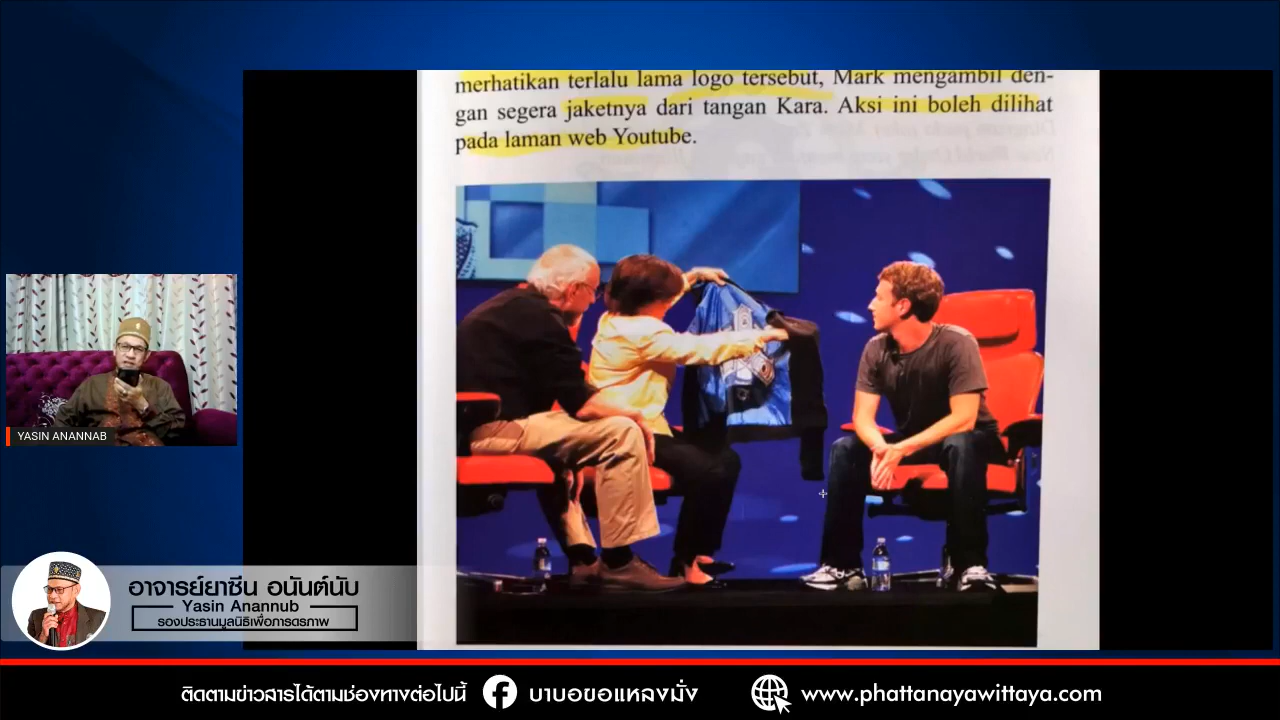 merhatikan terlalu lama logo tersebut, Mark mengambil den-
gan segera jaketnya dari tangan Kara. Aksi ini boleh dilihat
pada laman web Youtube.
YASIN ANANNAB
อาจารย์ยาซีน อนันต์นับ
Yasin Anannub
รองประธานมูลนิธิเพื่อการดรภาพ
ติดตามข่าวสารได้ตามช่องทางต่อไปนี้
บาบอขอแหลงมั่ง
www.phattanayawittaya.com